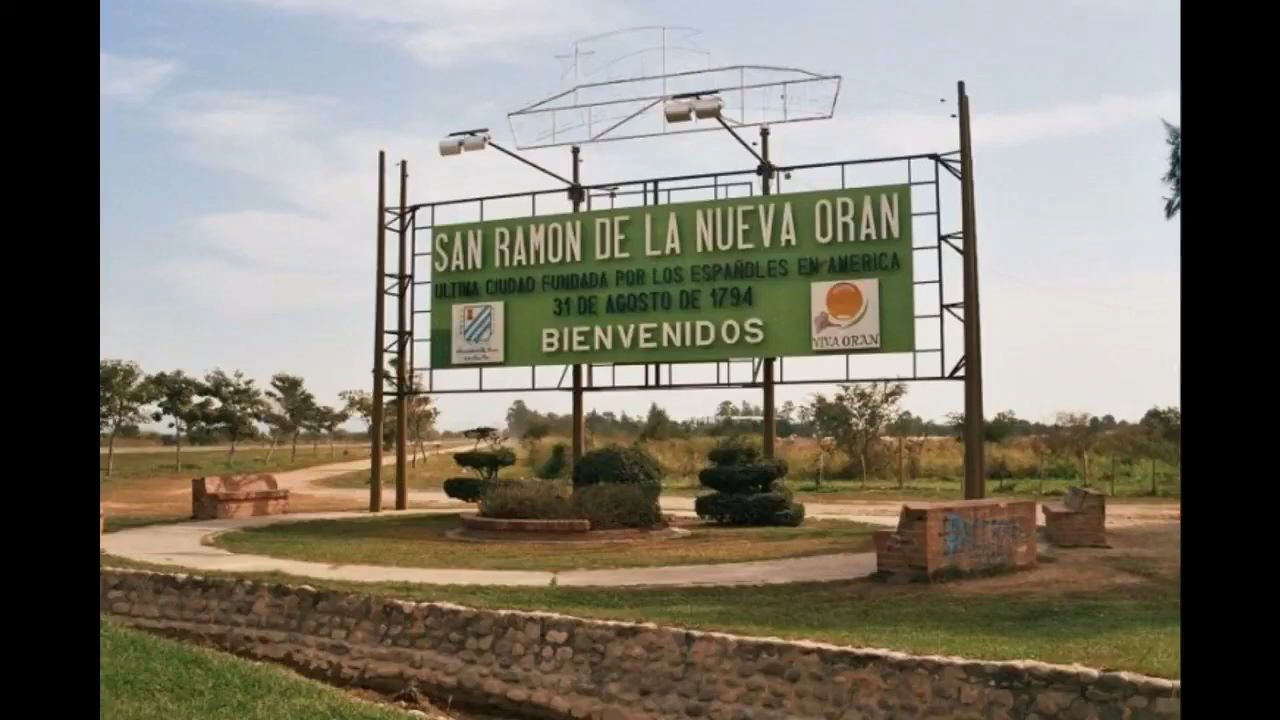 SAN RAMON DE LA NUEVA ORAN
ULTIMA CIUDAD FUNDADA POR LOS ESPAÑOLES EN AMERICA
31 DE AGOSTO DE 1794
BIENVENIDOS
VIVA ORAN